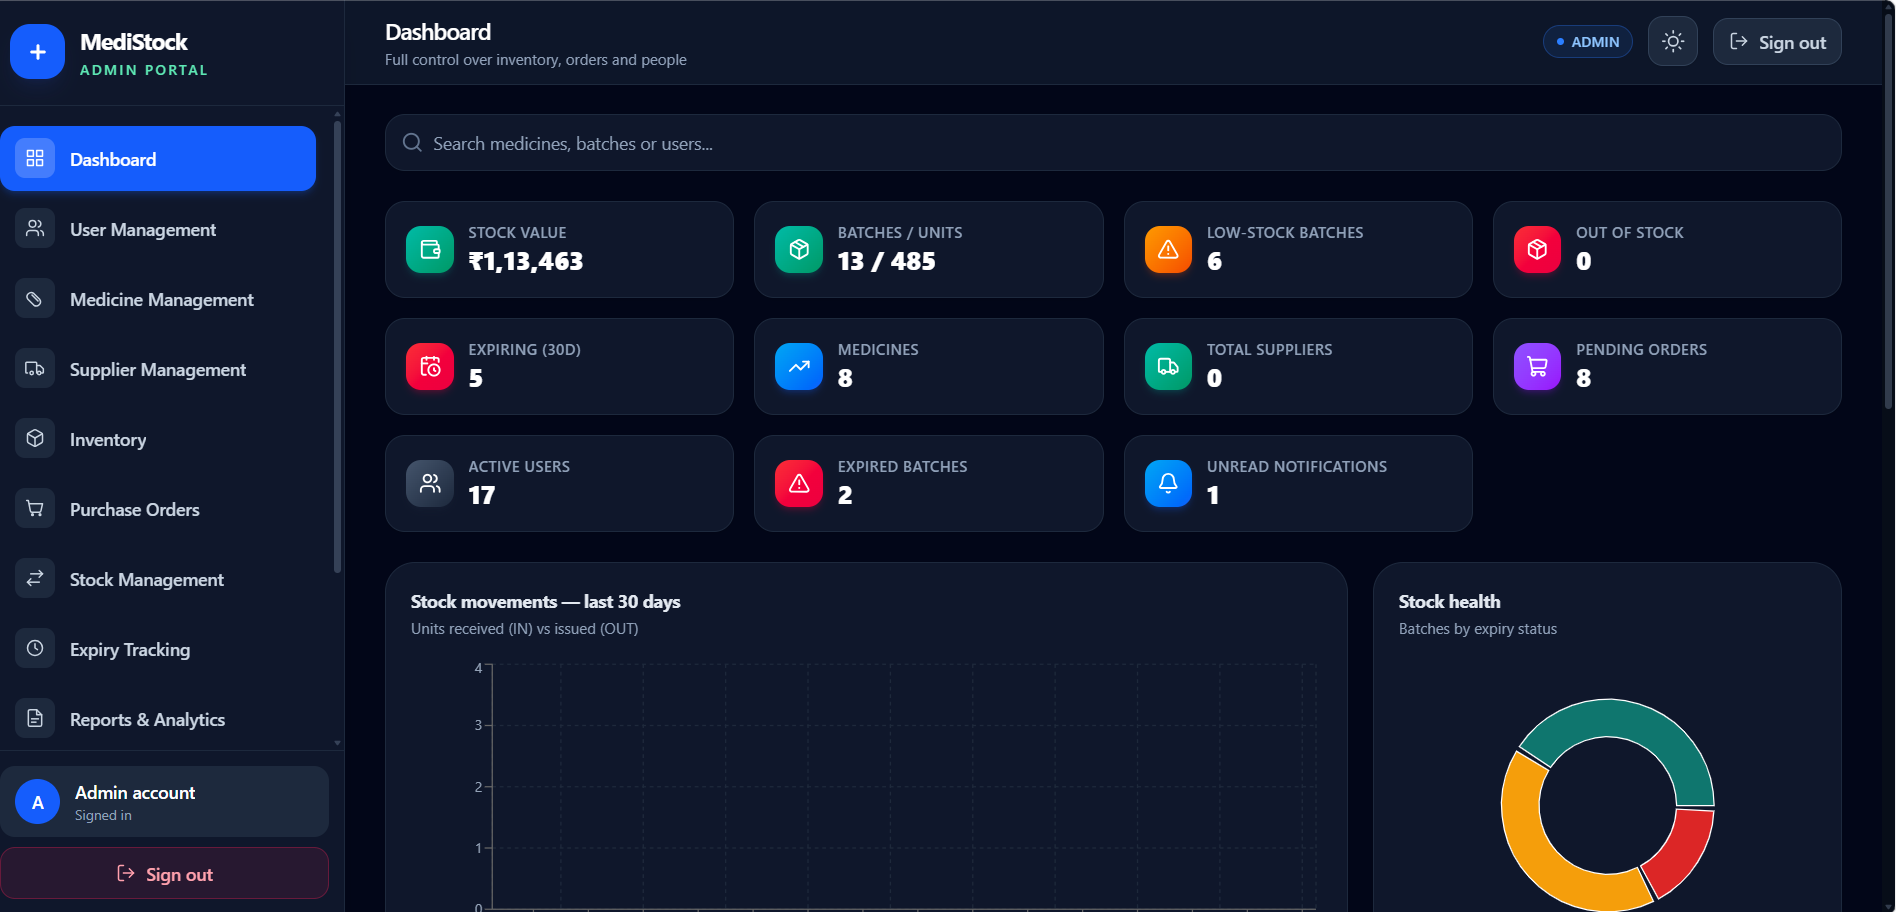 MediStock
ADMIN PORTAL
Dashboard
User Management
Medicine Management
Supplier Management
Inventory
Purchase Orders
Stock Management
Expiry Tracking
Reports & Analytics
A
Admin account
Signed in
Sign out
Dashboard
Full control over inventory, orders and people
ADMIN
Sign out
Search medicines, batches or users...
STOCK VALUE
₹1,13,463
BATCHES / UNITS
13 / 485
LOW-STOCK BATCHES
6
OUT OF STOCK
0
EXPIRING (30D)
5
MEDICINES
8
TOTAL SUPPLIERS
0
PENDING ORDERS
8
ACTIVE USERS
17
EXPIRED BATCHES
2
UNREAD NOTIFICATIONS
1
Stock movements — last 30 days
Units received (IN) vs issued (OUT)
4
3
2
1
0
Stock health
Batches by expiry status